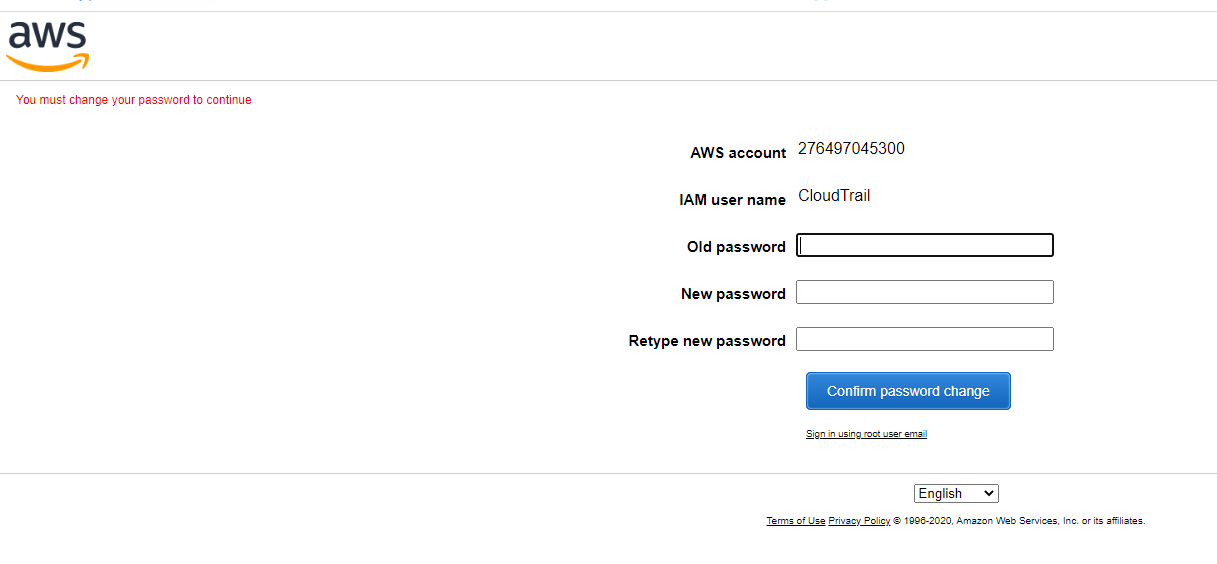 aws
You must change your password to continue
AWS account 276497045300
IAM user name CloudTrail
Old password
New password
Retype new password
Confirm password change
Sign in using root user email
English
Terms of Use Privacy Policy © 1996-2020, Amazon Web Services, Inc. or its affiliates.